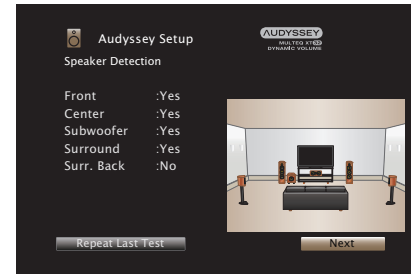 Audyssey Setup
AUDYSSEY
MULTEQ XT32
DYNAMIC VOLUME
Speaker Detection
Front :Yes
Center :Yes
Subwoofer :Yes
Surround :Yes
Surr. Back :No
Repeat Last Test
Next